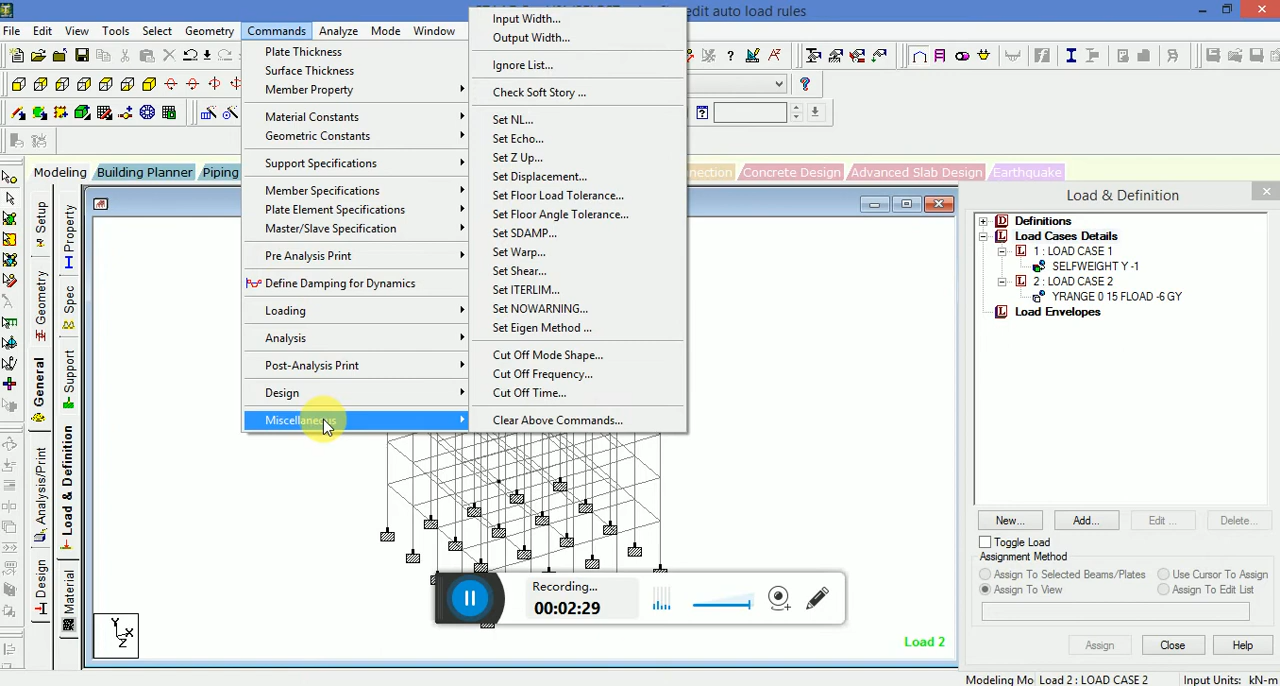 edit auto load rules
File Edit View Tools Select Geometry Commands Analyze Mode Window
Plate Thickness
Surface Thickness
Member Property
Material Constants
Geometric Constants
Support Specifications
Member Specifications
Plate Element Specifications
Master/Slave Specification
Pre Analysis Print
Define Damping for Dynamics
Loading
Analysis
Post-Analysis Print
Design
Input Width...
Output Width...
Ignore List...
Check Soft Story ...
Set NL...
Set Echo...
Set Z Up...
Set Displacement...
Set Floor Load Tolerance...
Set Floor Angle Tolerance...
Set SDAMP...
Set Warp...
Set Shear...
Set ITERLIM...
Set NOWARNING...
Set Eigen Method ...
Cut Off Mode Shape...
Cut Off Frequency...
Cut Off Time...
Clear Above Commands...
Modeling Building Planner Piping
Concrete Design Advanced Slab Design Earthquake
Setup
Geometry
General
Analysis/Print
Design
Property
Spec
Support
Load & Definition
Material
Load & Definition
Definitions
Load Cases Details
1 : LOAD CASE 1
SELFWEIGHT Y -1
2 : LOAD CASE 2
YRANGE 0 15 FLOAD -6 GY
Load Envelopes
New... Add... Edit ... Delete...
Toggle Load
Assignment Method
Assign To Selected Beams/Plates Use Cursor To Assign
Assign To View Assign To Edit List
Assign Close Help
Recording...
00:02:29
Y
X
Z
Load 2
Modeling Mo Load 2 : LOAD CASE 2 Input Units: kN-m